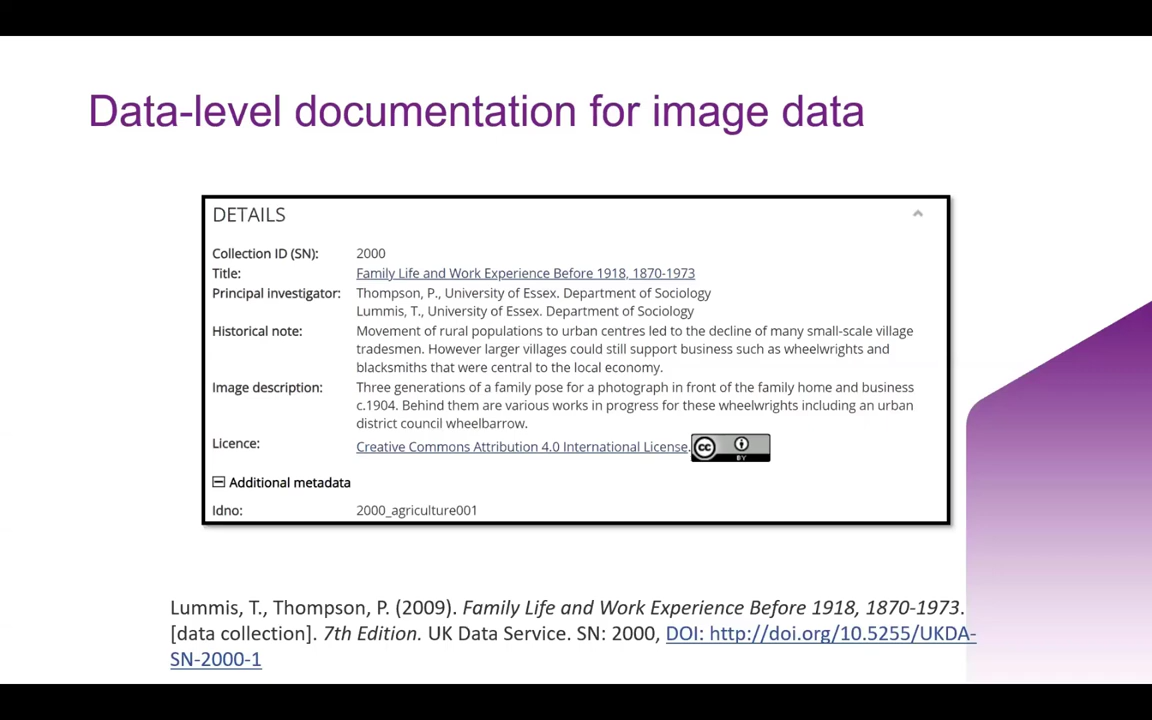 Data-level documentation for image data
DETAILS
Collection ID (SN): 2000
Title: Family Life and Work Experience Before 1918, 1870-1973
Principal investigator: Thompson, P., University of Essex. Department of Sociology
Lummis, T., University of Essex. Department of Sociology
Historical note: Movement of rural populations to urban centres led to the decline of many small-scale village
tradesmen. However larger villages could still support business such as wheelwrights and
blacksmiths that were central to the local economy.
Image description: Three generations of a family pose for a photograph in front of the family home and business
c.1904. Behind them are various works in progress for these wheelwrights including an urban
district council wheelbarrow.
Licence: Creative Commons Attribution 4.0 International License. cc BY
Additional metadata
Idno: 2000_agriculture001
Lummis, T., Thompson, P. (2009). Family Life and Work Experience Before 1918, 1870-1973.
[data collection]. 7th Edition. UK Data Service. SN: 2000, DOI: http://doi.org/10.5255/UKDA-
SN-2000-1